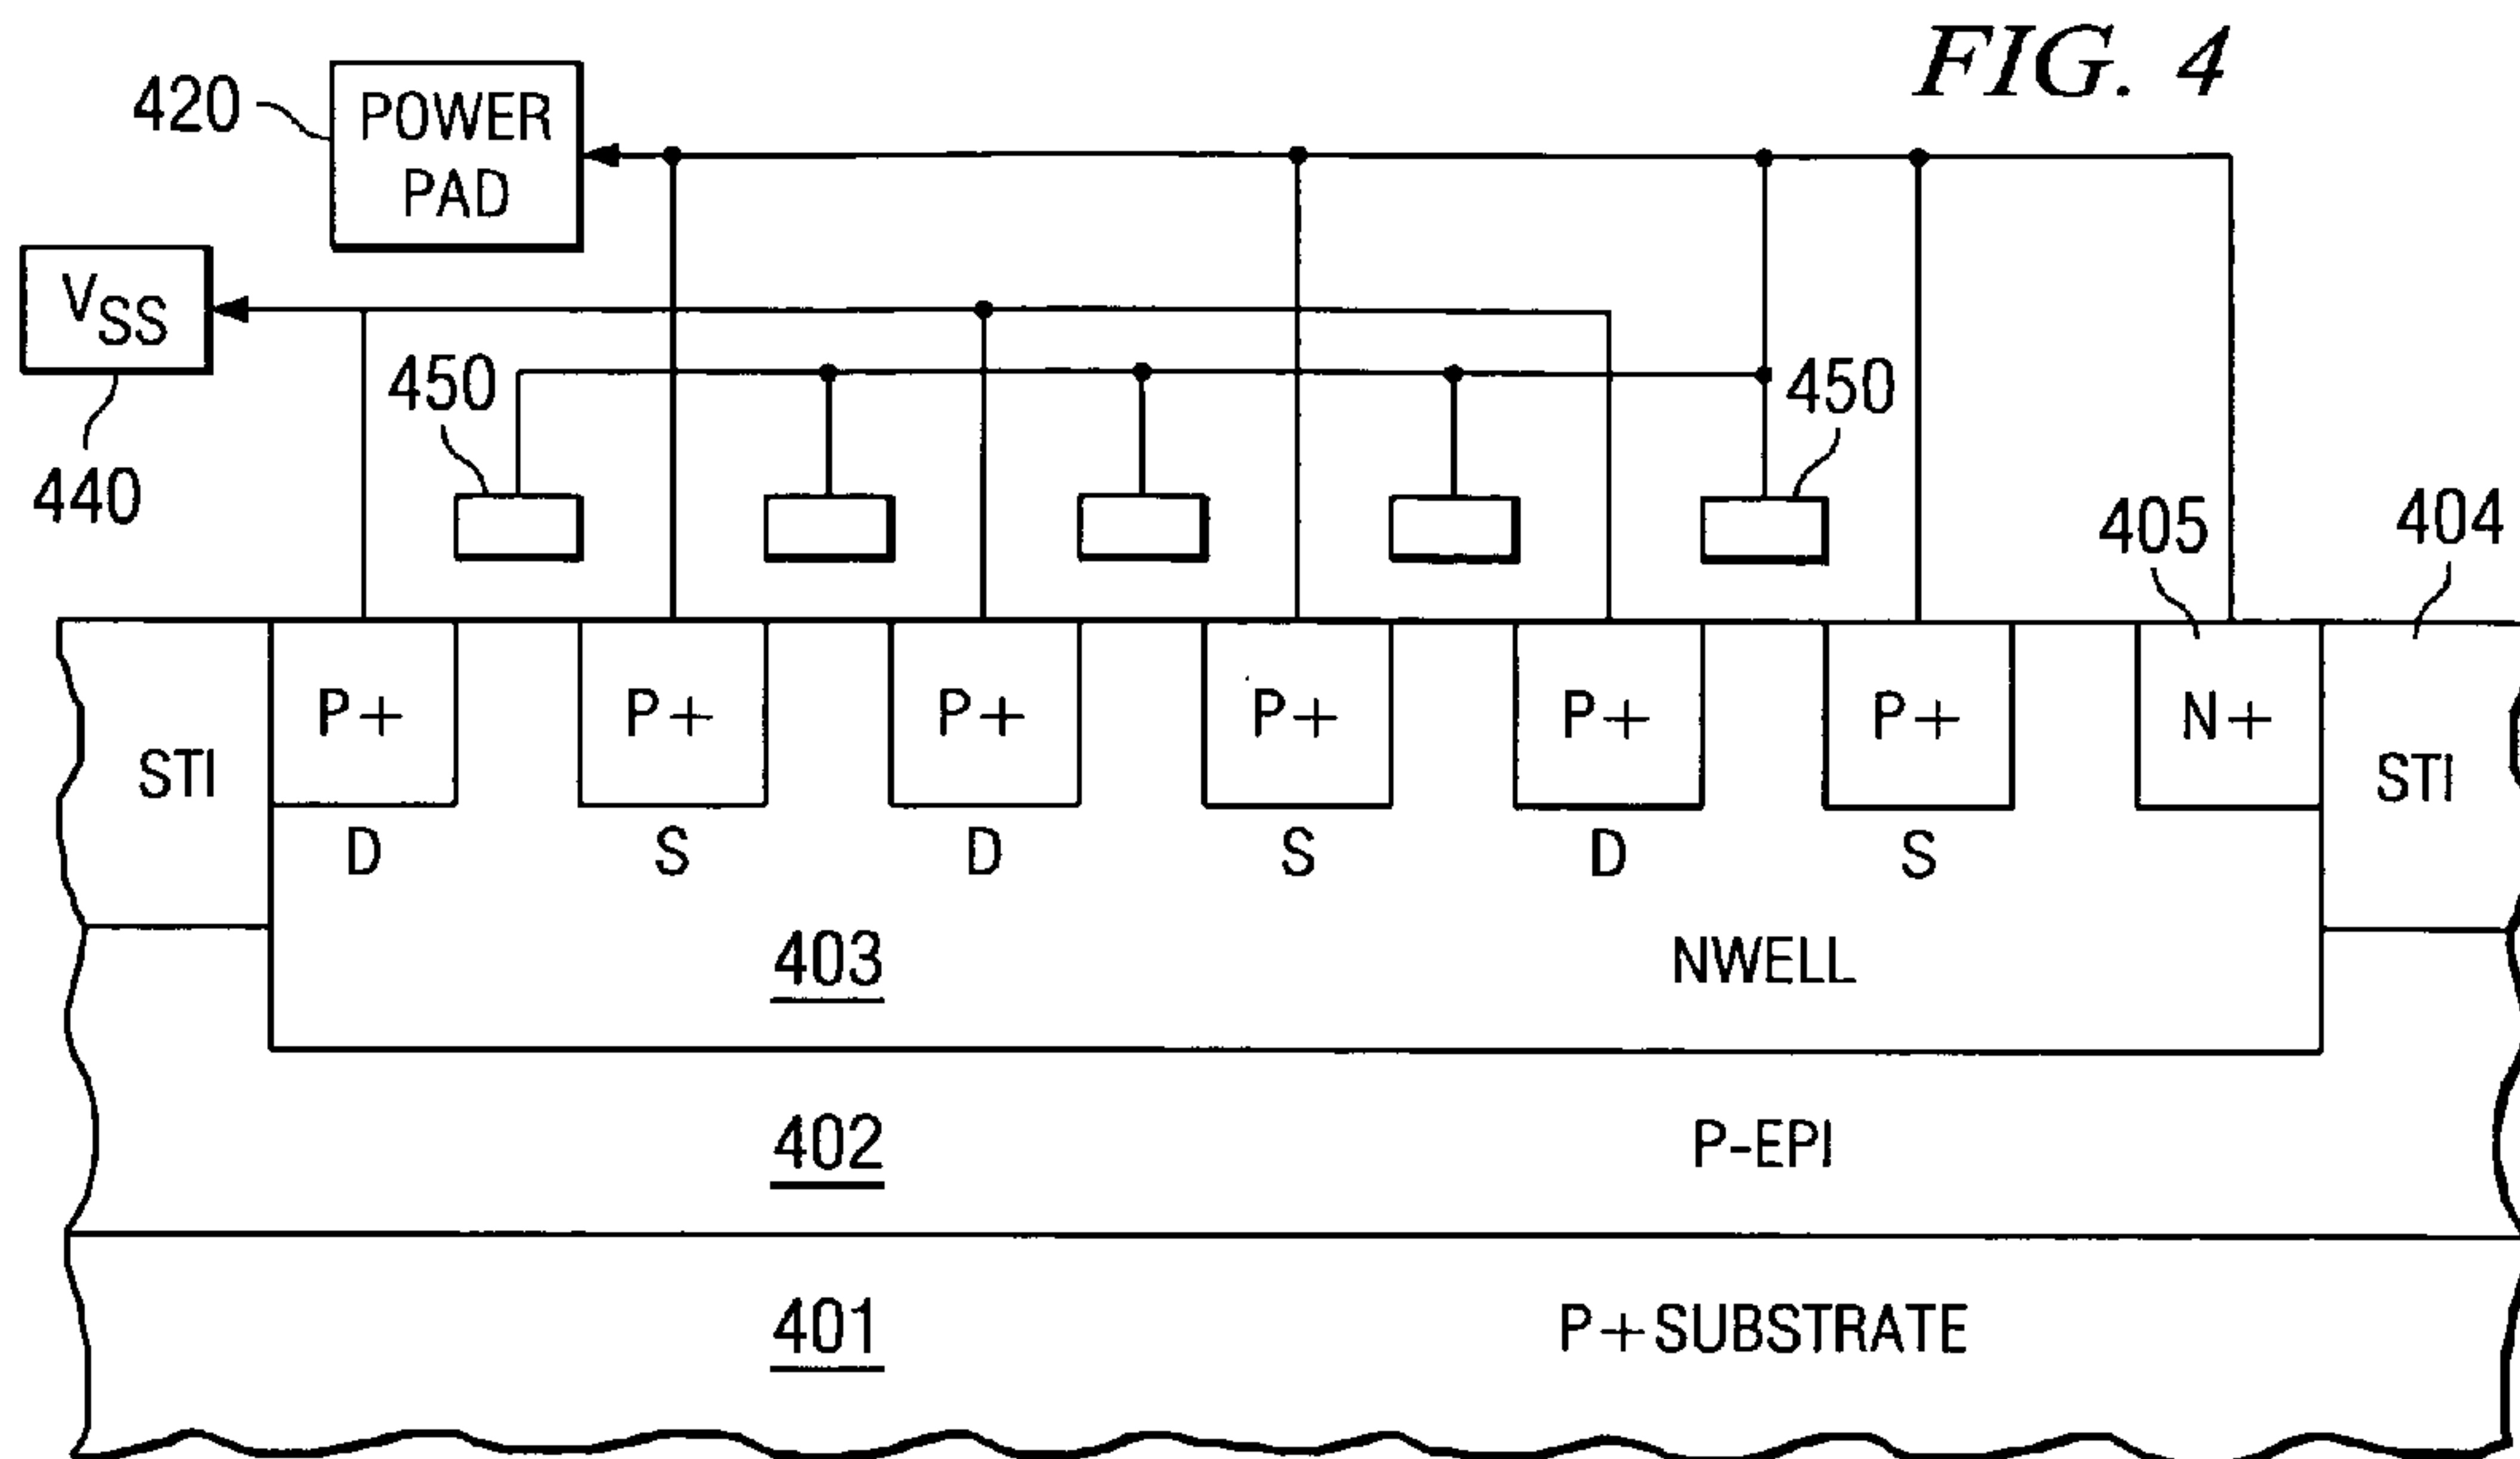 FIG. 4
420
POWER
PAD
VSS
440
450
450
405
404
STI
P+
P+
P+
P+
P+
P+
N+
STI
D
S
D
S
D
S
403
NWELL
402
P-EPI
401
P+SUBSTRATE